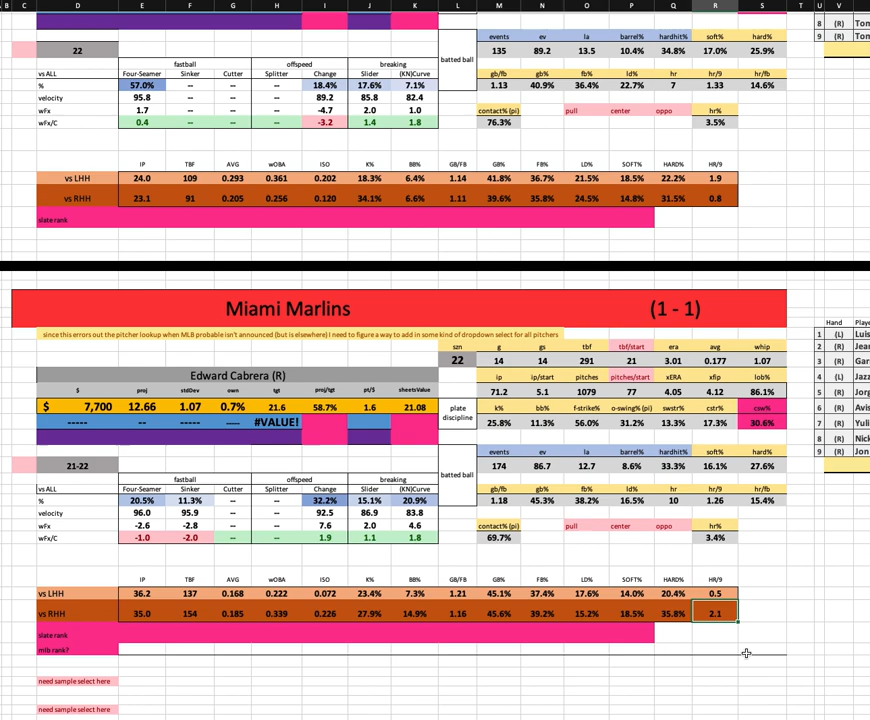 B C D E F G H I J K L M N O P Q R S T U V
8 (R) Tom
events ev la barrel% hardhit% soft% hard% 9 (R) Tom
22 135 89.2 13.5 10.4% 34.8% 17.0% 25.9%
fastball offspeed breaking batted ball
vs ALL Four-Seamer Sinker Cutter Splitter Change Slider (KN)Curve gb/fb gb% fb% ld% hr hr/9 hr/fb
% 57.0% -- -- -- 18.4% 17.6% 7.1% 1.13 40.9% 36.4% 22.7% 7 1.33 14.6%
velocity 95.8 -- -- -- 89.2 85.8 82.4
wFx 1.7 -- -- -- -4.7 2.0 1.0 contact% (pi) pull center oppo hr%
wFx/C 0.4 -- -- -- -3.2 1.4 1.8 76.3% 3.5%
IP TBF AVG wOBA ISO K% BB% GB/FB GB% FB% LD% SOFT% HARD% HR/9
vs LHH 24.0 109 0.293 0.361 0.202 18.3% 6.4% 1.14 41.8% 36.7% 21.5% 18.5% 22.2% 1.9
vs RHH 23.1 91 0.205 0.256 0.120 34.1% 6.6% 1.11 39.6% 35.8% 24.5% 14.8% 31.5% 0.8
slate rank
Miami Marlins (1 - 1)
Hand Playe
since this errors out the pitcher lookup when MLB probable isn't announced (but is elsewhere) I need to figure a way to add in some kind of dropdown select for all pitchers 1 (L) Luis
szn g gs tbf tbf/start era avg whip 2 (R) Jean
22 14 14 291 21 3.01 0.177 1.07 3 (R) Gar
Edward Cabrera (R) ip ip/start pitches pitches/start xERA xfip lob% 4 (L) Jazz
$ proj stdDev own tgt proj/tgt pt/$ sheetsValue 71.2 5.1 1079 77 4.05 4.12 86.1% 5 (R) Jorg
$ 7,700 12.66 1.07 0.7% 21.6 58.7% 1.6 21.08 plate discipline k% bb% f-strike% o-swing% (pi) swstr% cstr% csw% 6 (R) Avis
----- -- ----- ---- #VALUE! 25.8% 11.3% 56.0% 31.2% 13.3% 17.3% 30.6% 7 (R) Yuli
8 (R) Nick
events ev la barrel% hardhit% soft% hard% 9 (R) Jon
21-22 174 86.7 12.7 8.6% 33.3% 16.1% 27.6%
fastball offspeed breaking batted ball
vs ALL Four-Seamer Sinker Cutter Splitter Change Slider (KN)Curve gb/fb gb% fb% ld% hr hr/9 hr/fb
% 20.5% 11.3% -- -- 32.2% 15.1% 20.9% 1.18 45.3% 38.2% 16.5% 10 1.26 15.4%
velocity 96.0 95.9 -- -- 92.5 86.9 83.8
wFx -2.6 -2.8 -- -- 7.6 2.0 4.6 contact% (pi) pull center oppo hr%
wFx/C -1.0 -2.0 -- -- 1.9 1.1 1.8 69.7% 3.4%
IP TBF AVG wOBA ISO K% BB% GB/FB GB% FB% LD% SOFT% HARD% HR/9
vs LHH 36.2 137 0.168 0.222 0.072 23.4% 7.3% 1.21 45.1% 37.4% 17.6% 14.0% 20.4% 0.5
vs RHH 35.0 154 0.185 0.339 0.226 27.9% 14.9% 1.16 45.6% 39.2% 15.2% 18.5% 35.8% 2.1
slate rank
mlb rank?
need sample select here
need sample select here